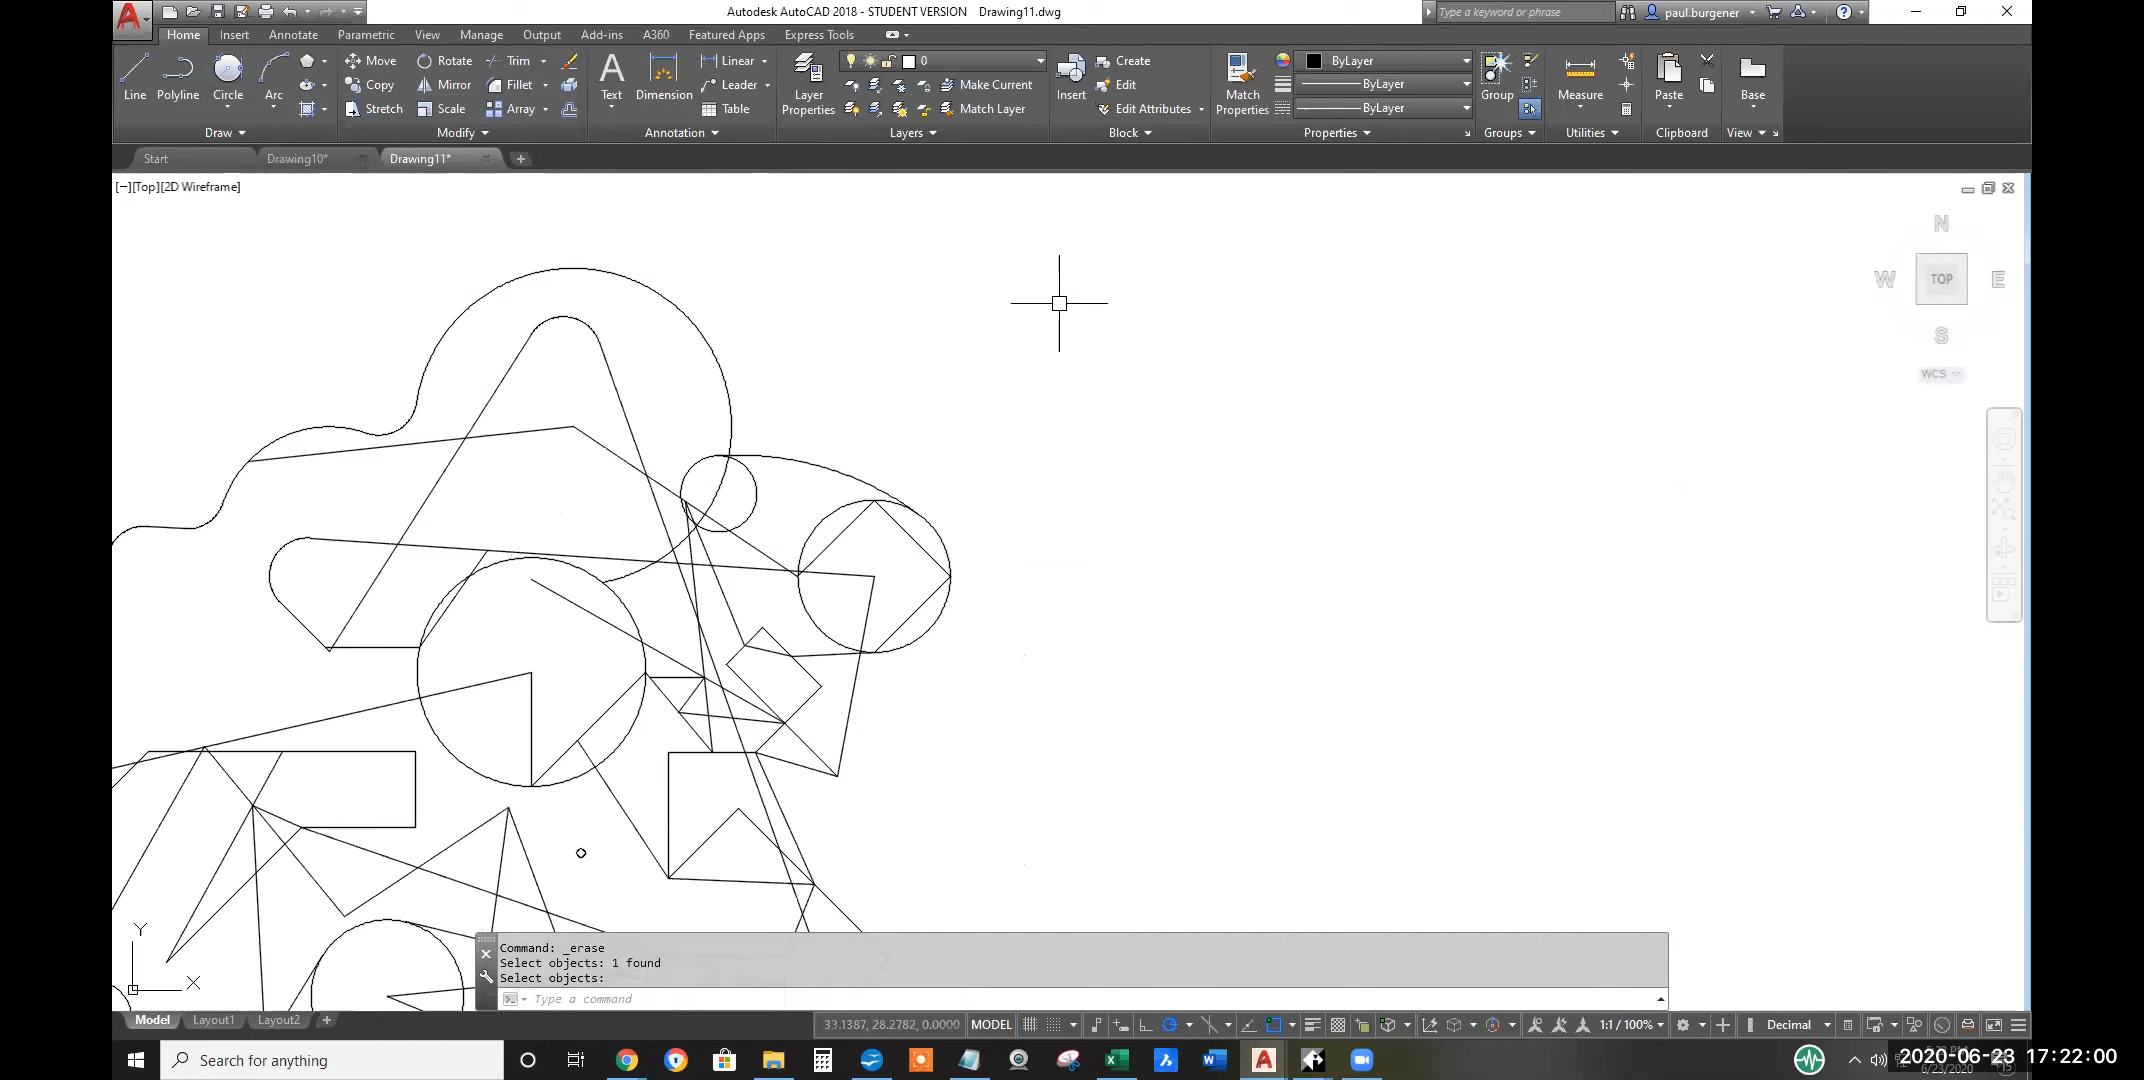 Autodesk AutoCAD 2018 - STUDENT VERSION Drawing11.dwg
Type a keyword or phrase
paul.burgener
Home Insert Annotate Parametric View Manage Output Add-ins A360 Featured Apps Express Tools
Line Polyline Circle Arc
Move Rotate Trim
Copy Mirror Fillet
Stretch Scale Array
Text Dimension
Linear
Leader
Table
Layer Properties
0
Make Current
Match Layer
Insert
Create
Edit
Edit Attributes
Match Properties
ByLayer
ByLayer
ByLayer
Group Measure Paste Base
Draw Modify Annotation Layers Block Properties Groups Utilities Clipboard View
Start Drawing10* Drawing11*
[−][Top][2D Wireframe]
N
W TOP E
S
WCS
Y
X
Command: _erase
Select objects: 1 found
Select objects:
Type a command
Model Layout1 Layout2
33.1387, 28.2782, 0.0000 MODEL 1:1 / 100% Decimal
Search for anything
2020-06-23 17:22:00
6/23/2020